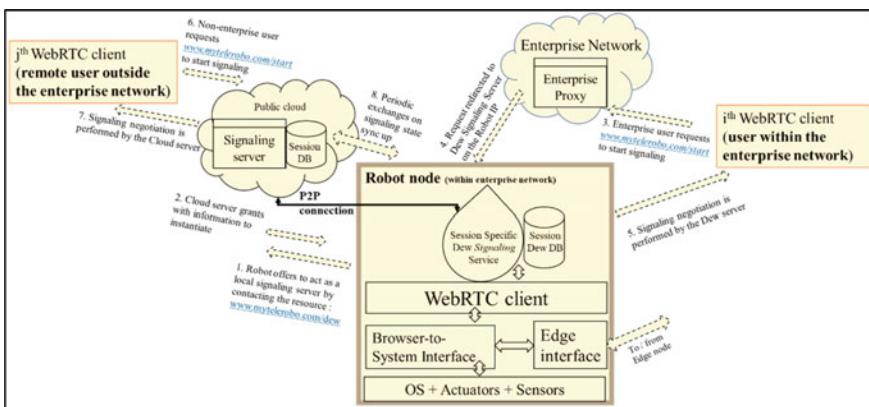 6. Non-enterprise user
requests
www.mytelerobo.com/start
to start signaling
jth WebRTC client
(remote user outside
the enterprise network)
7. Signaling negotiation is
performed by the Cloud server
Public cloud
Signaling
server
Session
DB
8. Periodic
exchanges on
signaling state
sync up
Enterprise Network
Enterprise
Proxy
4. Request redirected to
Dew Signaling Server
on the Robot IP
3. Enterprise user requests
www.mytelerobo.com/start
to start signaling
ith WebRTC client
(user within the
enterprise network)
5. Signaling negotiation is
performed by the Dew server
2. Cloud server grants
with information to
instantiate
1. Robot offers to act as a
local signaling server by
contacting the resource :
www.mytelerobo.com/dew
P2P
connection
Robot node (within enterprise network)
Session Specific
Dew Signaling
Service
Session
Dew DB
WebRTC client
Browser-to-
System Interface
Edge
interface
OS + Actuators + Sensors
To / from
Edge node